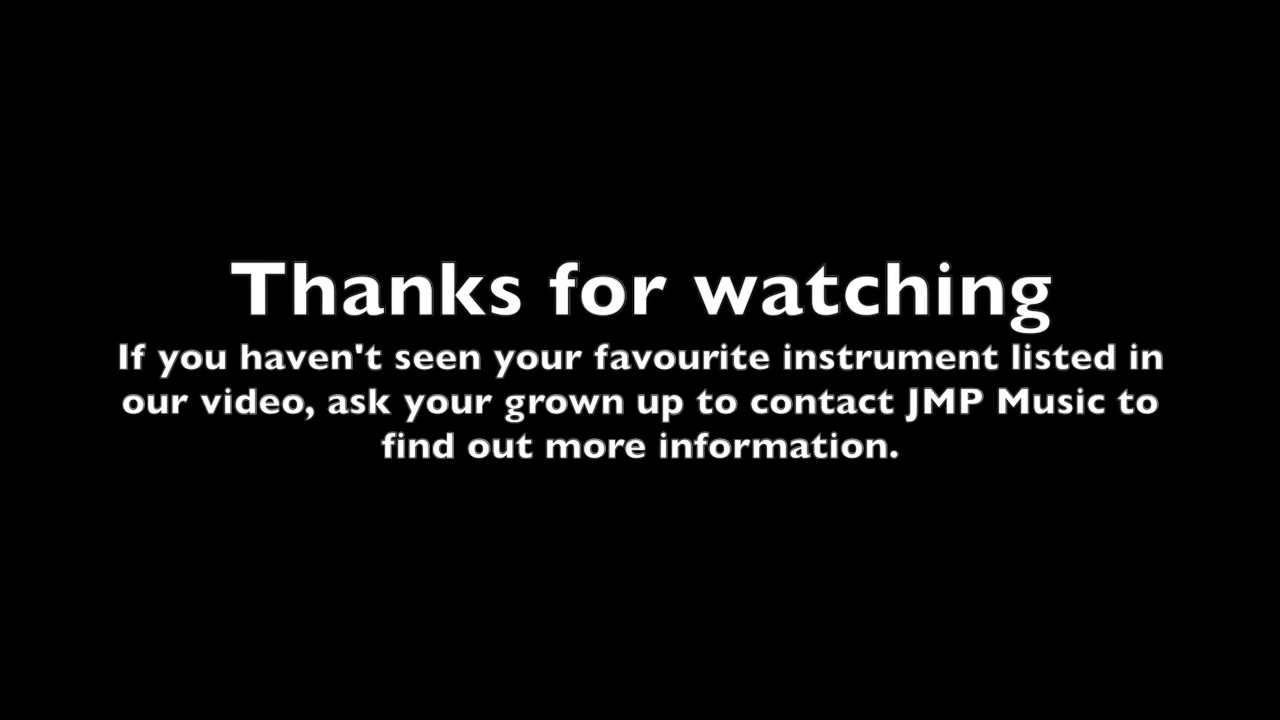 Thanks for watching
If you haven't seen your favourite instrument listed in
our video, ask your grown up to contact JMP Music to
find out more information.